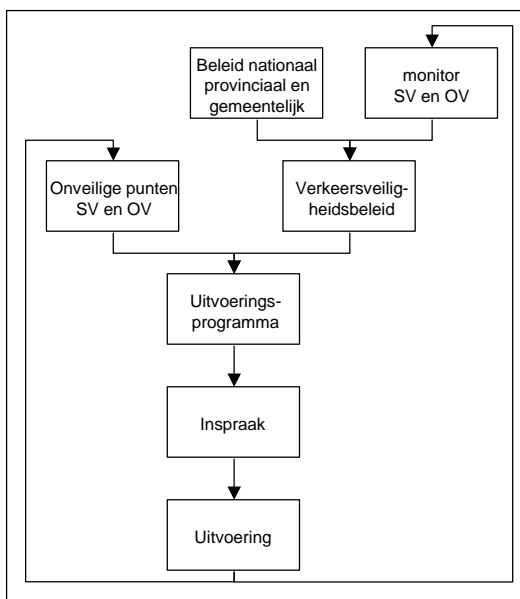 Beleid nationaal
provinciaal en
gemeentelijk
monitor
SV en OV
Onveilige punten
SV en OV
Verkeersveilig-
heidsbeleid
Uitvoerings-
programma
Inspraak
Uitvoering